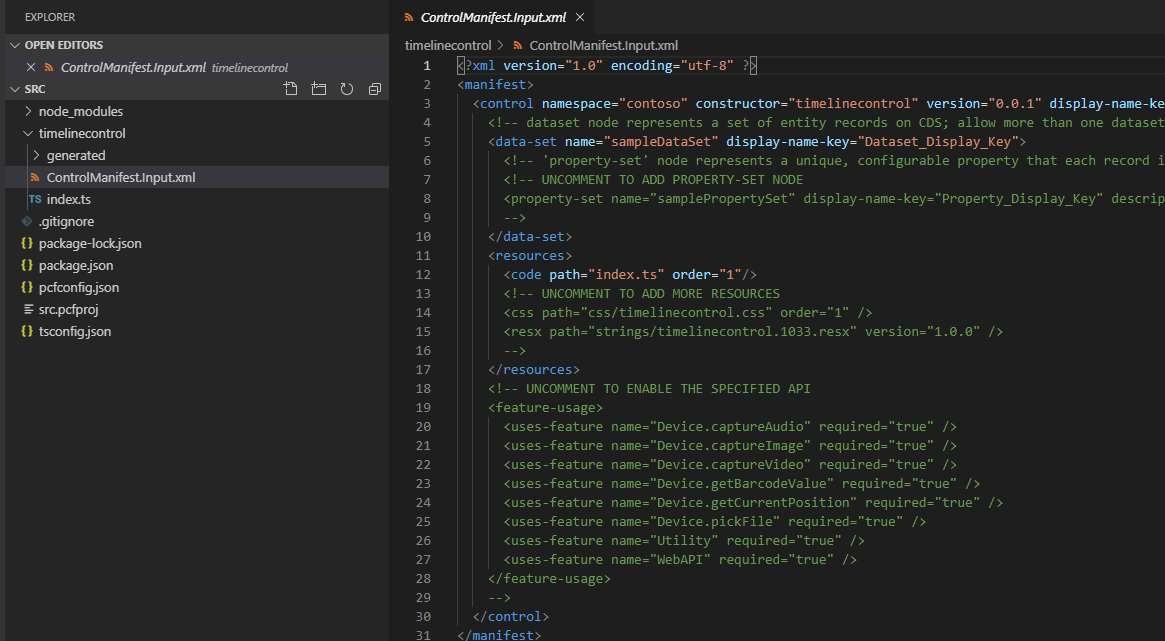 EXPLORER
OPEN EDITORS
ControlManifest.Input.xml timelinecontrol
SRC
node_modules
timelinecontrol
generated
ControlManifest.Input.xml
TS index.ts
.gitignore
{} package-lock.json
{} package.json
{} pcfconfig.json
src.pcfproj
{} tsconfig.json
ControlManifest.Input.xml
timelinecontrol > ControlManifest.Input.xml
1 <?xml version="1.0" encoding="utf-8" ?>
2 <manifest>
3 <control namespace="contoso" constructor="timelinecontrol" version="0.0.1" display-name-ke
4 <!-- dataset node represents a set of entity records on CDS; allow more than one dataset
5 <data-set name="sampleDataSet" display-name-key="Dataset_Display_Key">
6 <!-- 'property-set' node represents a unique, configurable property that each record i
7 <!-- UNCOMMENT TO ADD PROPERTY-SET NODE
8 <property-set name="samplePropertySet" display-name-key="Property_Display_Key" descrip
9 -->
10 </data-set>
11 <resources>
12 <code path="index.ts" order="1"/>
13 <!-- UNCOMMENT TO ADD MORE RESOURCES
14 <css path="css/timelinecontrol.css" order="1" />
15 <resx path="strings/timelinecontrol.1033.resx" version="1.0.0" />
16 -->
17 </resources>
18 <!-- UNCOMMENT TO ENABLE THE SPECIFIED API
19 <feature-usage>
20 <uses-feature name="Device.captureAudio" required="true" />
21 <uses-feature name="Device.captureImage" required="true" />
22 <uses-feature name="Device.captureVideo" required="true" />
23 <uses-feature name="Device.getBarcodeValue" required="true" />
24 <uses-feature name="Device.getCurrentPosition" required="true" />
25 <uses-feature name="Device.pickFile" required="true" />
26 <uses-feature name="Utility" required="true" />
27 <uses-feature name="WebAPI" required="true" />
28 </feature-usage>
29 -->
30 </control>
31 </manifest>